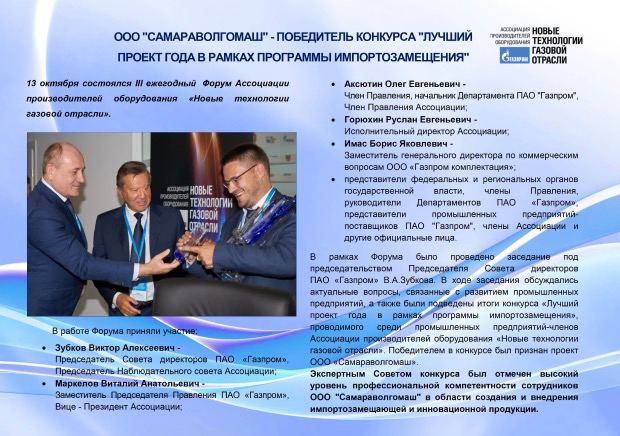 ООО "САМАРАВОЛГОМАШ" - ПОБЕДИТЕЛЬ КОНКУРСА "ЛУЧШИЙ
ПРОЕКТ ГОДА В РАМКАХ ПРОГРАММЫ ИМПОРТОЗАМЕЩЕНИЯ"
АССОЦИАЦИЯ
ПРОИЗВОДИТЕЛЕЙ
ОБОРУДОВАНИЯ
ГАЗПРОМ
НОВЫЕ
ТЕХНОЛОГИИ
ГАЗОВОЙ
ОТРАСЛИ
13 октября состоялся III ежегодный Форум Ассоциации
производителей оборудования «Новые технологии
газовой отрасли».
АССОЦИАЦИЯ
ПРОИЗВОДИТЕЛЕЙ
ОБОРУДОВАНИЯ
НОВЫЕ
ТЕХНОЛОГИИ
ГАЗОВОЙ
ОТРАСЛИ
В работе Форума приняли участие:
• Зубков Виктор Алексеевич -
Председатель Совета директоров ПАО «Газпром»,
Председатель Наблюдательного совета Ассоциации;
• Маркелов Виталий Анатольевич -
Заместитель Председателя Правления ПАО «Газпром»,
Вице - Президент Ассоциации;
• Аксютин Олег Евгеньевич -
Член Правления, начальник Департамента ПАО "Газпром",
Член Правления Ассоциации;
• Горюхин Руслан Евгеньевич -
Исполнительный директор Ассоциации;
• Имас Борис Яковлевич -
Заместитель генерального директора по коммерческим
вопросам ООО «Газпром комплектация»;
• представители федеральных и региональных органов
государственной власти, члены Правления,
руководители Департаментов ПАО «Газпром»,
представители промышленных предприятий-
поставщиков ПАО "Газпром", члены Ассоциации и
другие официальные лица.
В рамках Форума было проведено заседание под
председательством Председателя Совета директоров
ПАО «Газпром» В.А.Зубкова. В ходе заседания обсуждались
актуальные вопросы, связанные с развитием промышленных
предприятий, а также были подведены итоги конкурса «Лучший
проект года в рамках программы импортозамещения»,
проводимого среди промышленных предприятий-членов
Ассоциации производителей оборудования «Новые технологии
газовой отрасли». Победителем в конкурсе был признан проект
ООО «Самараволгомаш».
Экспертным Советом конкурса был отмечен высокий
уровень профессиональной компетентности сотрудников
ООО "Самараволгомаш" в области создания и внедрения
импортозамещающей и инновационной продукции.